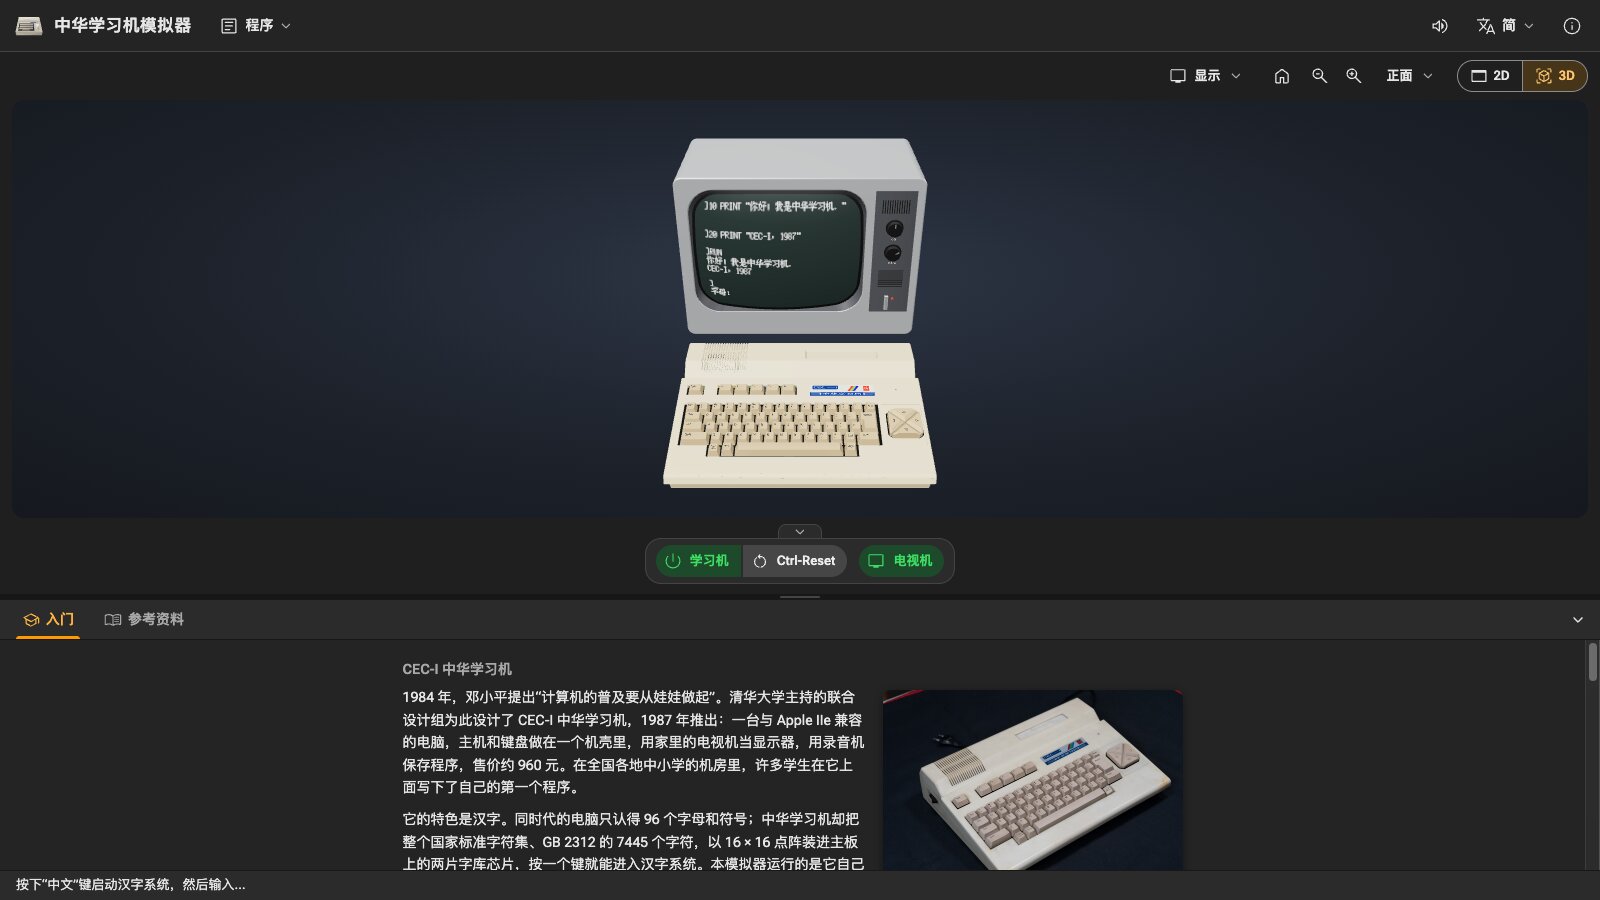 中华学习机模拟器
程序
简
显示
正面
2D
3D
]10 PRINT "你好！我是中华学习机．"
]20 PRINT "CEC-I，1987"
]RUN
你好！我是中华学习机．
CEC-I，1987
]
字母：
学习机
Ctrl-Reset
电视机
入门
参考资料
CEC-I 中华学习机
1984 年，邓小平提出“计算机的普及要从娃娃做起”。清华大学主持的联合
设计组为此设计了 CEC-I 中华学习机，1987 年推出：一台与 Apple IIe 兼容
的电脑，主机和键盘做在一个机壳里，用家里的电视机当显示器，用录音机
保存程序，售价约 960 元。在全国各地中小学的机房里，许多学生在它上
面写下了自己的第一个程序。
它的特色是汉字。同时代的电脑只认得 96 个字母和符号；中华学习机却把
整个国家标准字符集、GB 2312 的 7445 个字符，以 16 × 16 点阵装进主板
上的两片字库芯片，按一个键就能进入汉字系统。本模拟器运行的是它自己
按下“中文”键启动汉字系统，然后输入...